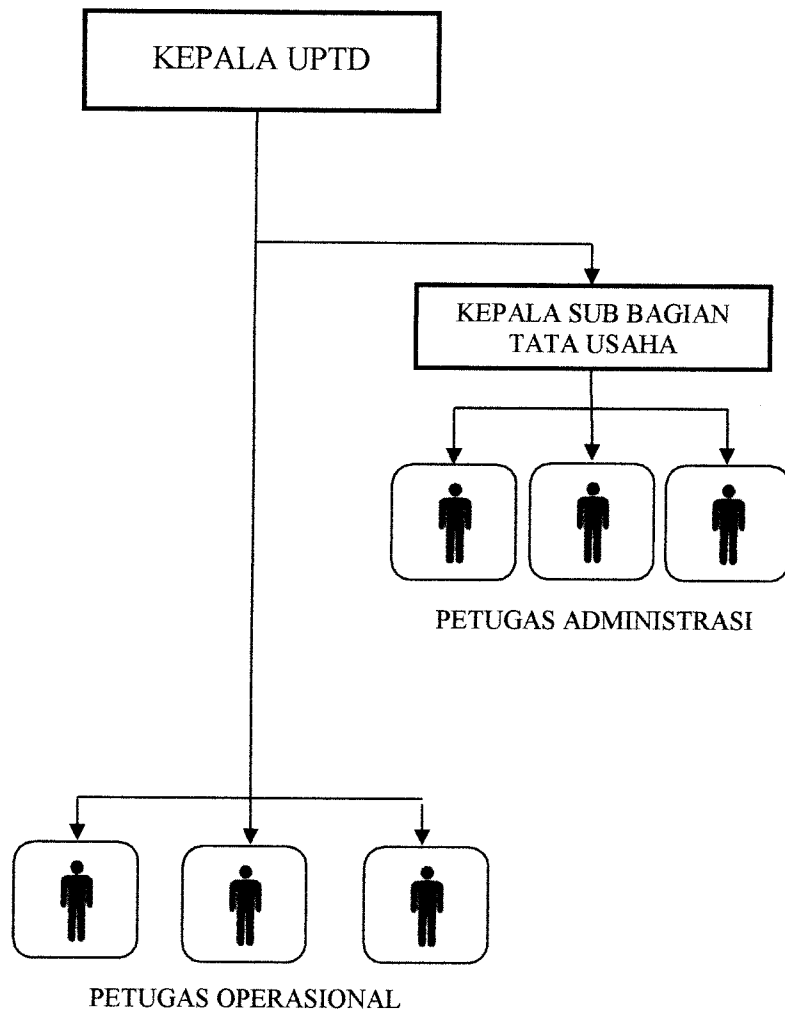 KEPALA UPTD
KEPALA SUB BAGIAN
TATA USAHA
PETUGAS ADMINISTRASI
PETUGAS OPERASIONAL